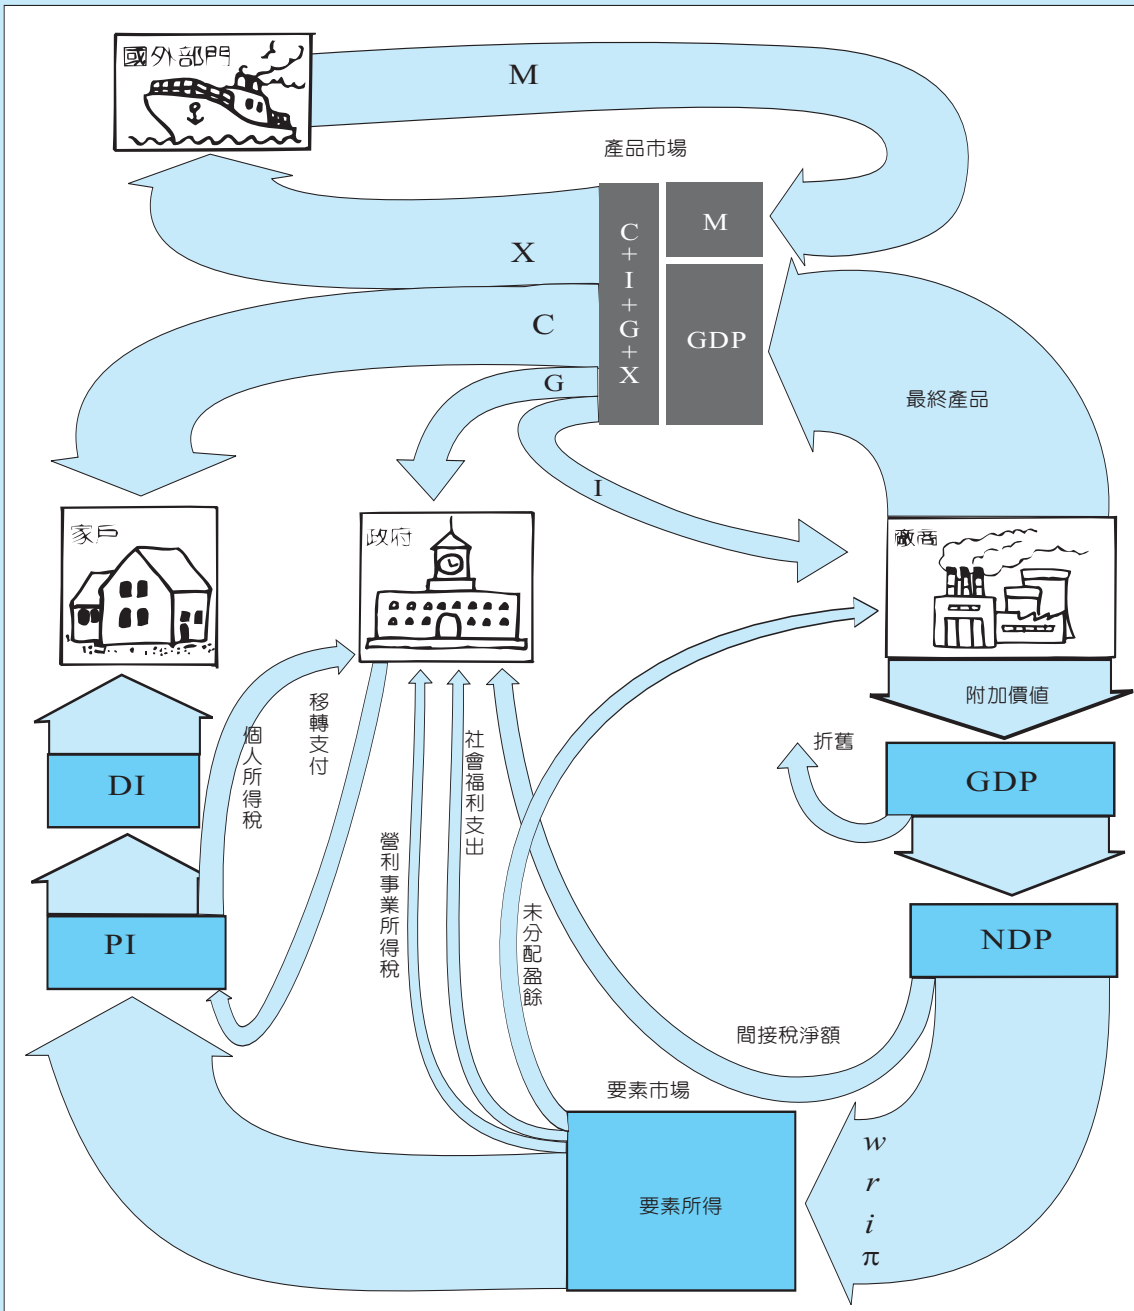 國外部門
M
產品市場
X
C+I+G+X
M
GDP
C
G
I
最終產品
家戶
政府
廠商
附加價值
折舊
GDP
NDP
間接稅淨額
DI
PI
個人所得稅
移轉支付
營利事業所得稅
社會福利支出
未分配盈餘
要素市場
要素所得
w
r
i
π